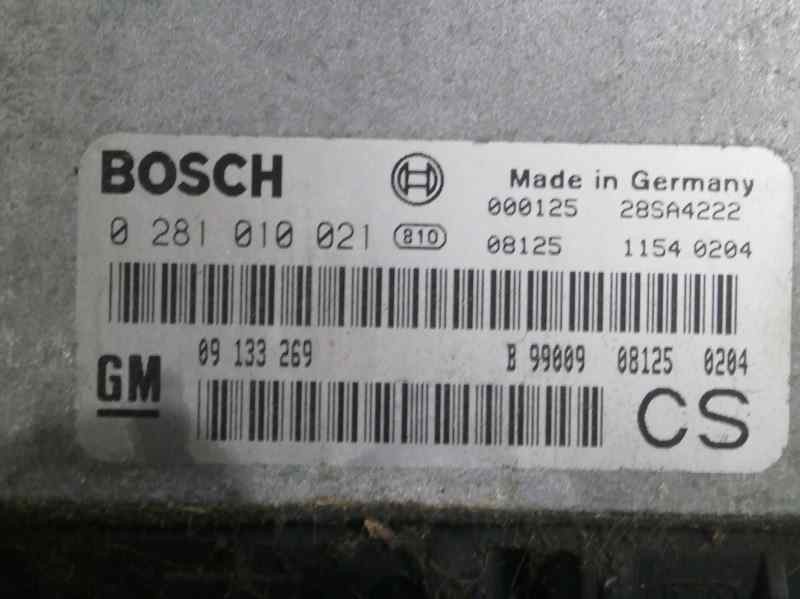 BOSCH
Made in Germany
000125 28SA4222
0 281 010 021 810
08125 1154 0204
09 133 269 B 99009 08125 0204
GM
CS